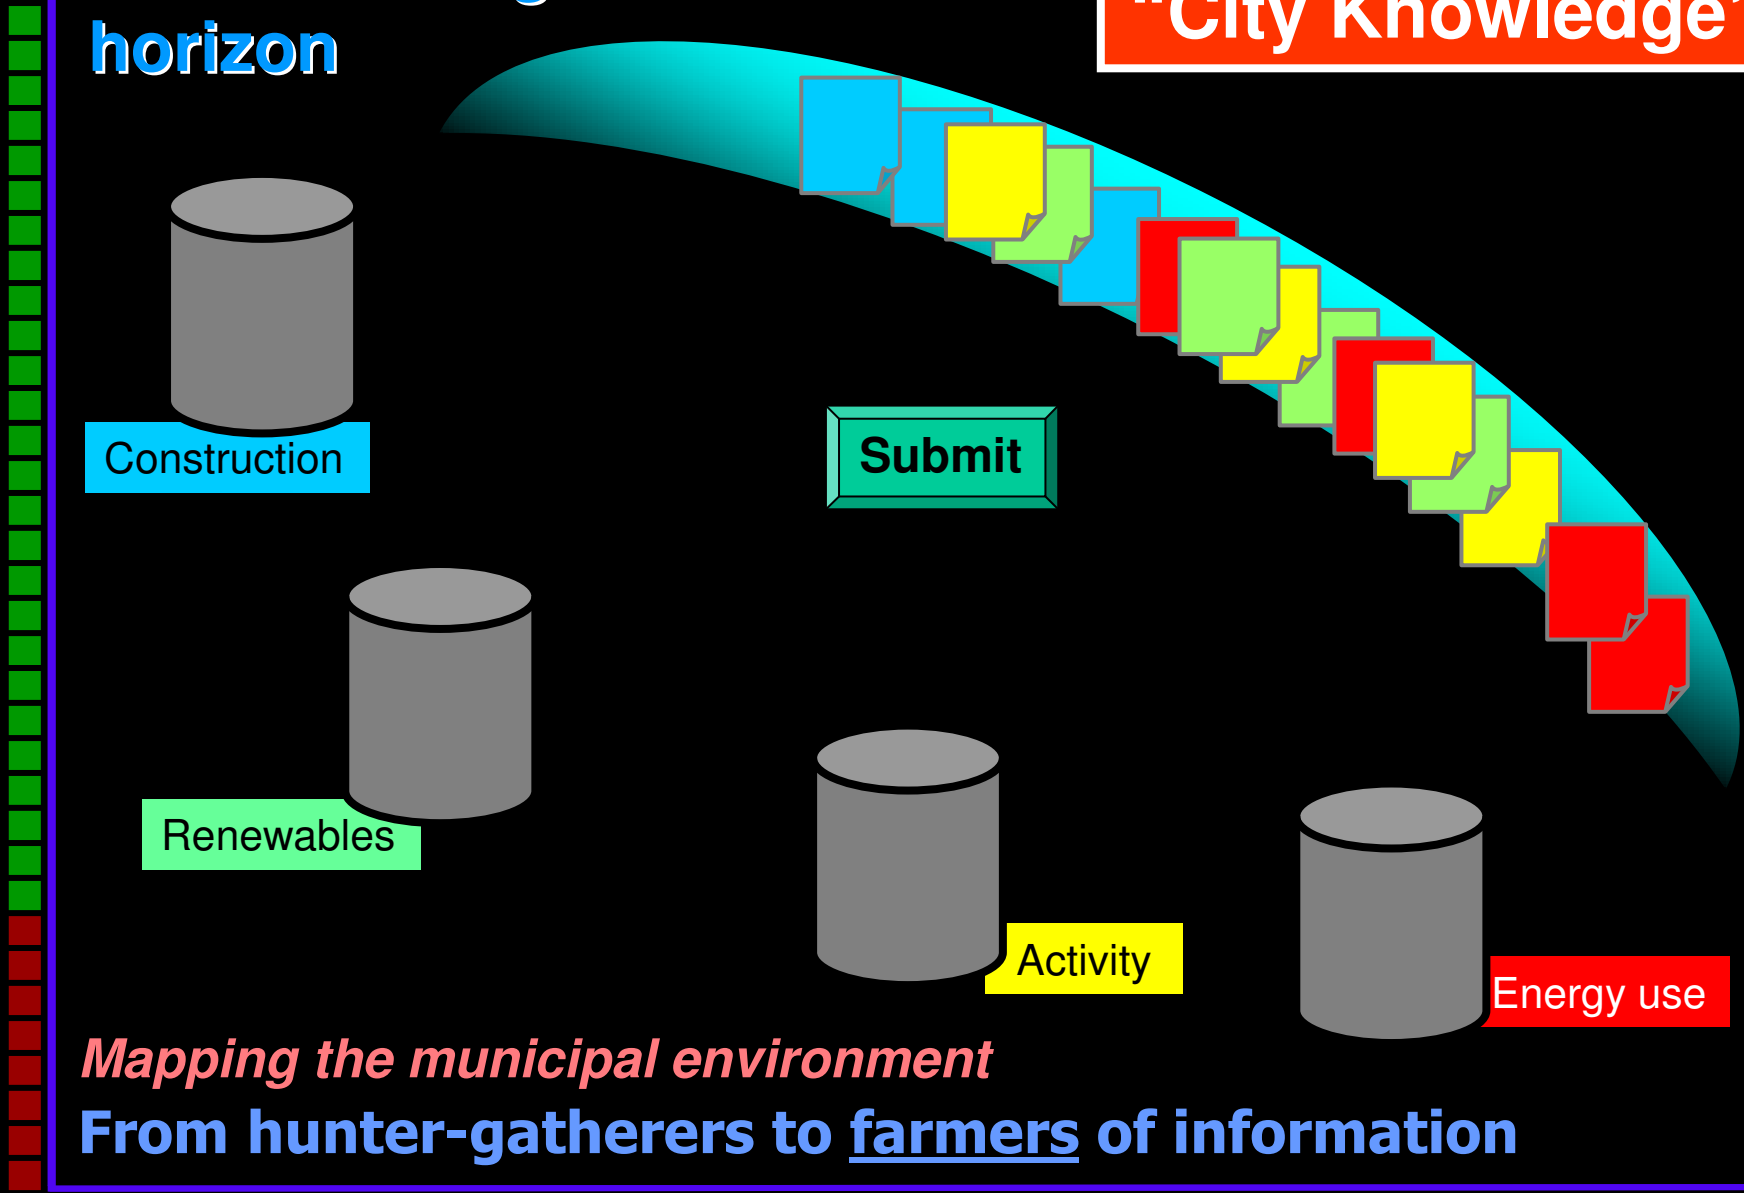 horizon
"City Knowledge"
Construction
Submit
Renewables
Activity
Energy use
Mapping the municipal environment
From hunter-gatherers to farmers of information